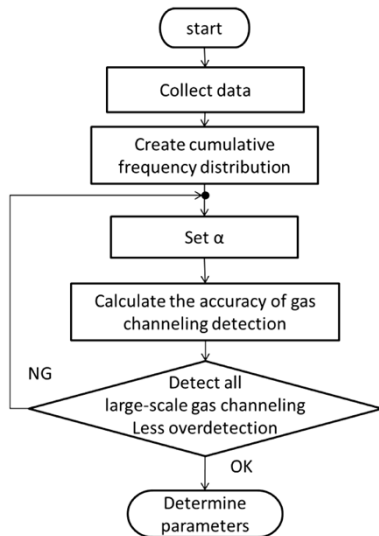 start
Collect data
Create cumulative
frequency distribution
Set α
Calculate the accuracy of gas
channeling detection
NG
Detect all
large-scale gas channeling
Less overdetection
OK
Determine
parameters